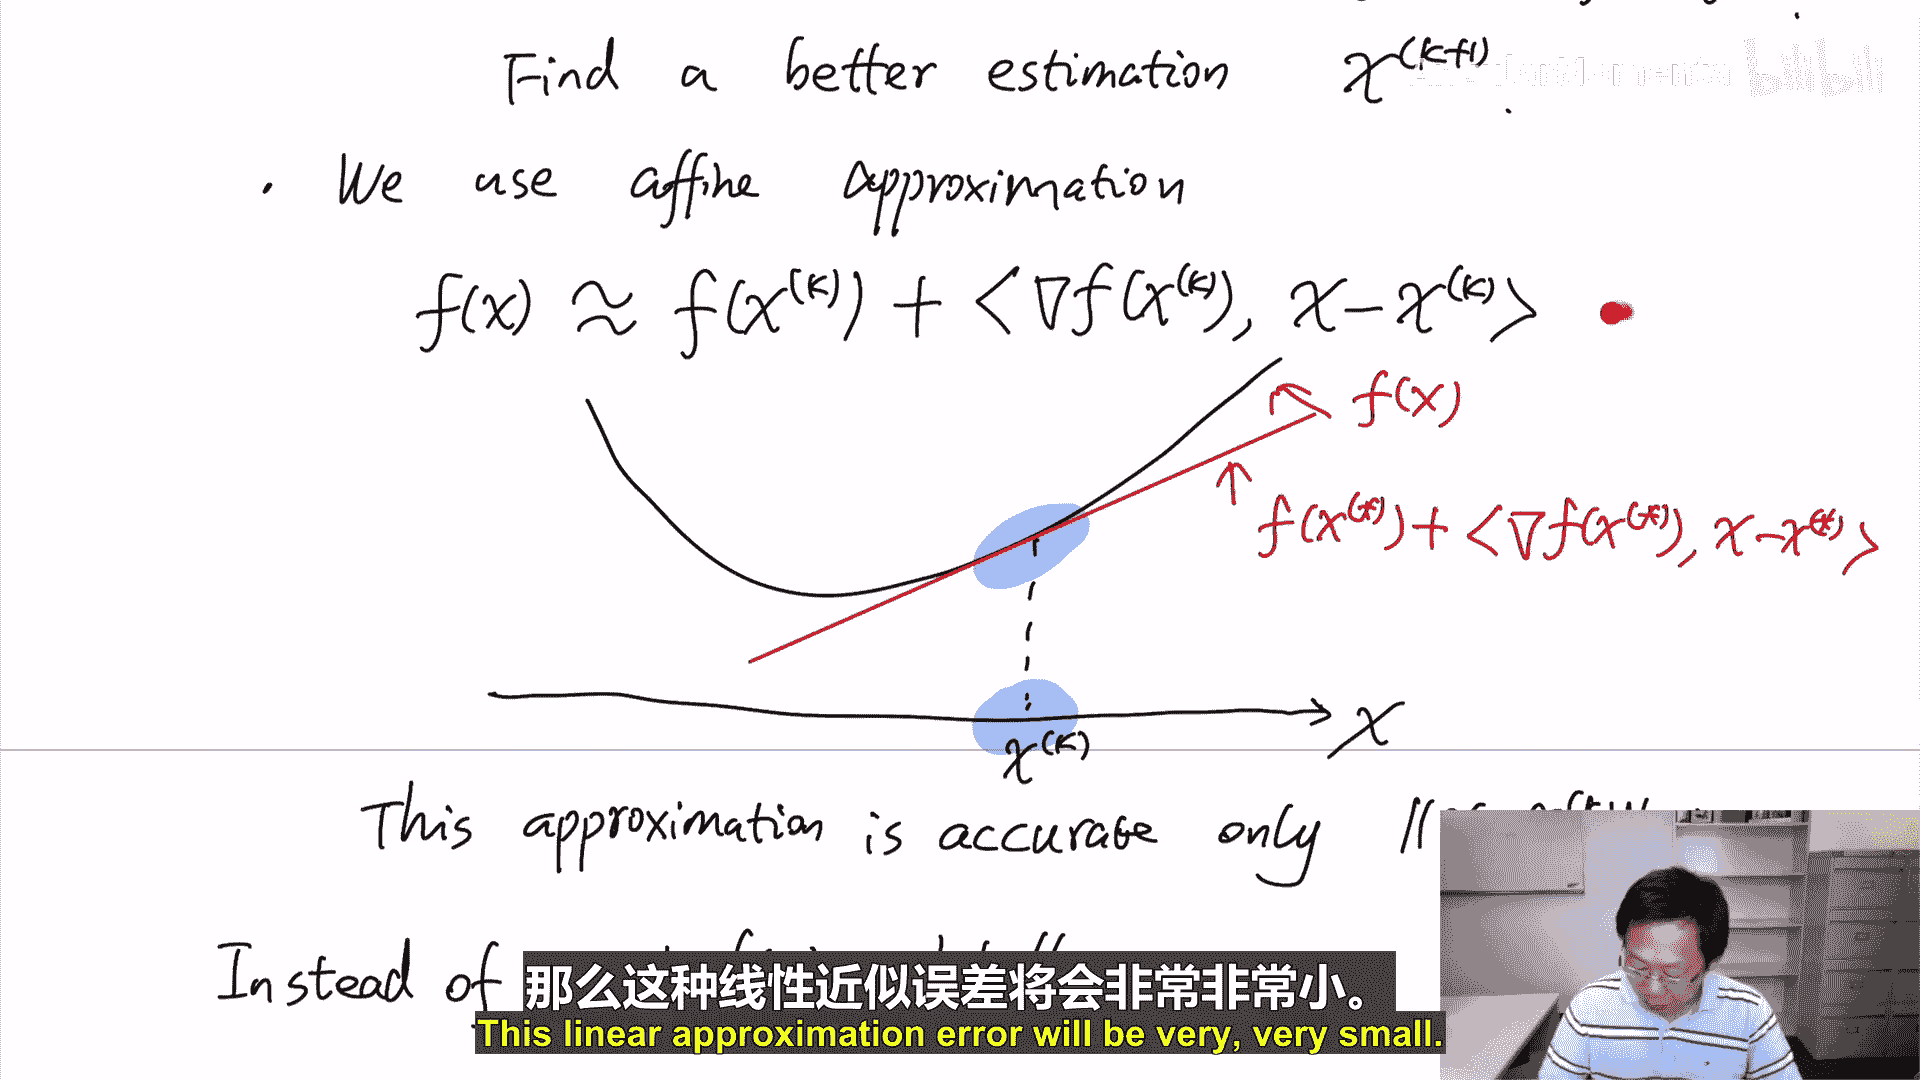 Find a better estimation x^(k+1).
bilibili
· We use affine approximation
f(x) ≈ f(x^(k)) + <∇f(x^(k)), x - x^(k)>
f(x)
f(x^(k)) + <∇f(x^(k)), x - x^(k)>
x
x^(k)
This approximation is accurate only
Instead of
那么这种线性近似误差将会非常非常小。
This linear approximation error will be very, very small.